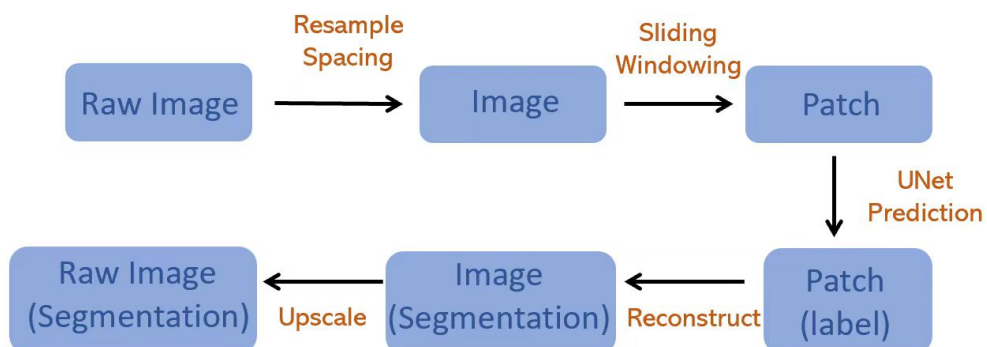 Resample
Spacing
Sliding
Windowing
Raw Image
Image
Patch
UNet
Prediction
Raw Image
(Segmentation)
Upscale
Image
(Segmentation)
Reconstruct
Patch
(label)